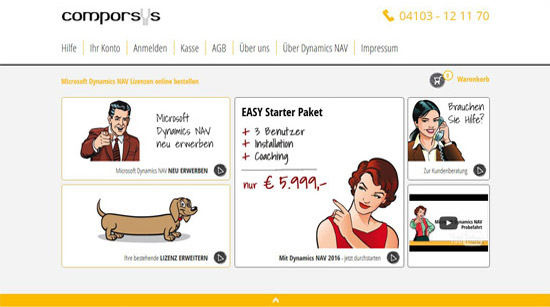 comporsys
04103 - 12 11 70
Hilfe
Ihr Konto
Anmelden
Kasse
AGB
Über uns
Über Dynamics NAV
Impressum
Microsoft Dynamics NAV Lizenzen online bestellen
0
Warenkorb
Microsoft
Dynamics NAV
neu erwerben
Microsoft Dynamics NAV NEU ERWERBEN
EASY Starter Paket
+ 3 Benutzer
+ Installation
+ Coaching
nur € 5.999,-
Mit Dynamics NAV 2016 - jetzt durchstarten
Brauchen
Sie Hilfe?
Zur Kundenberatung
Ihre bestehende LIZENZ ERWEITERN
Microsoft Dynamics NAV
Probefahrt